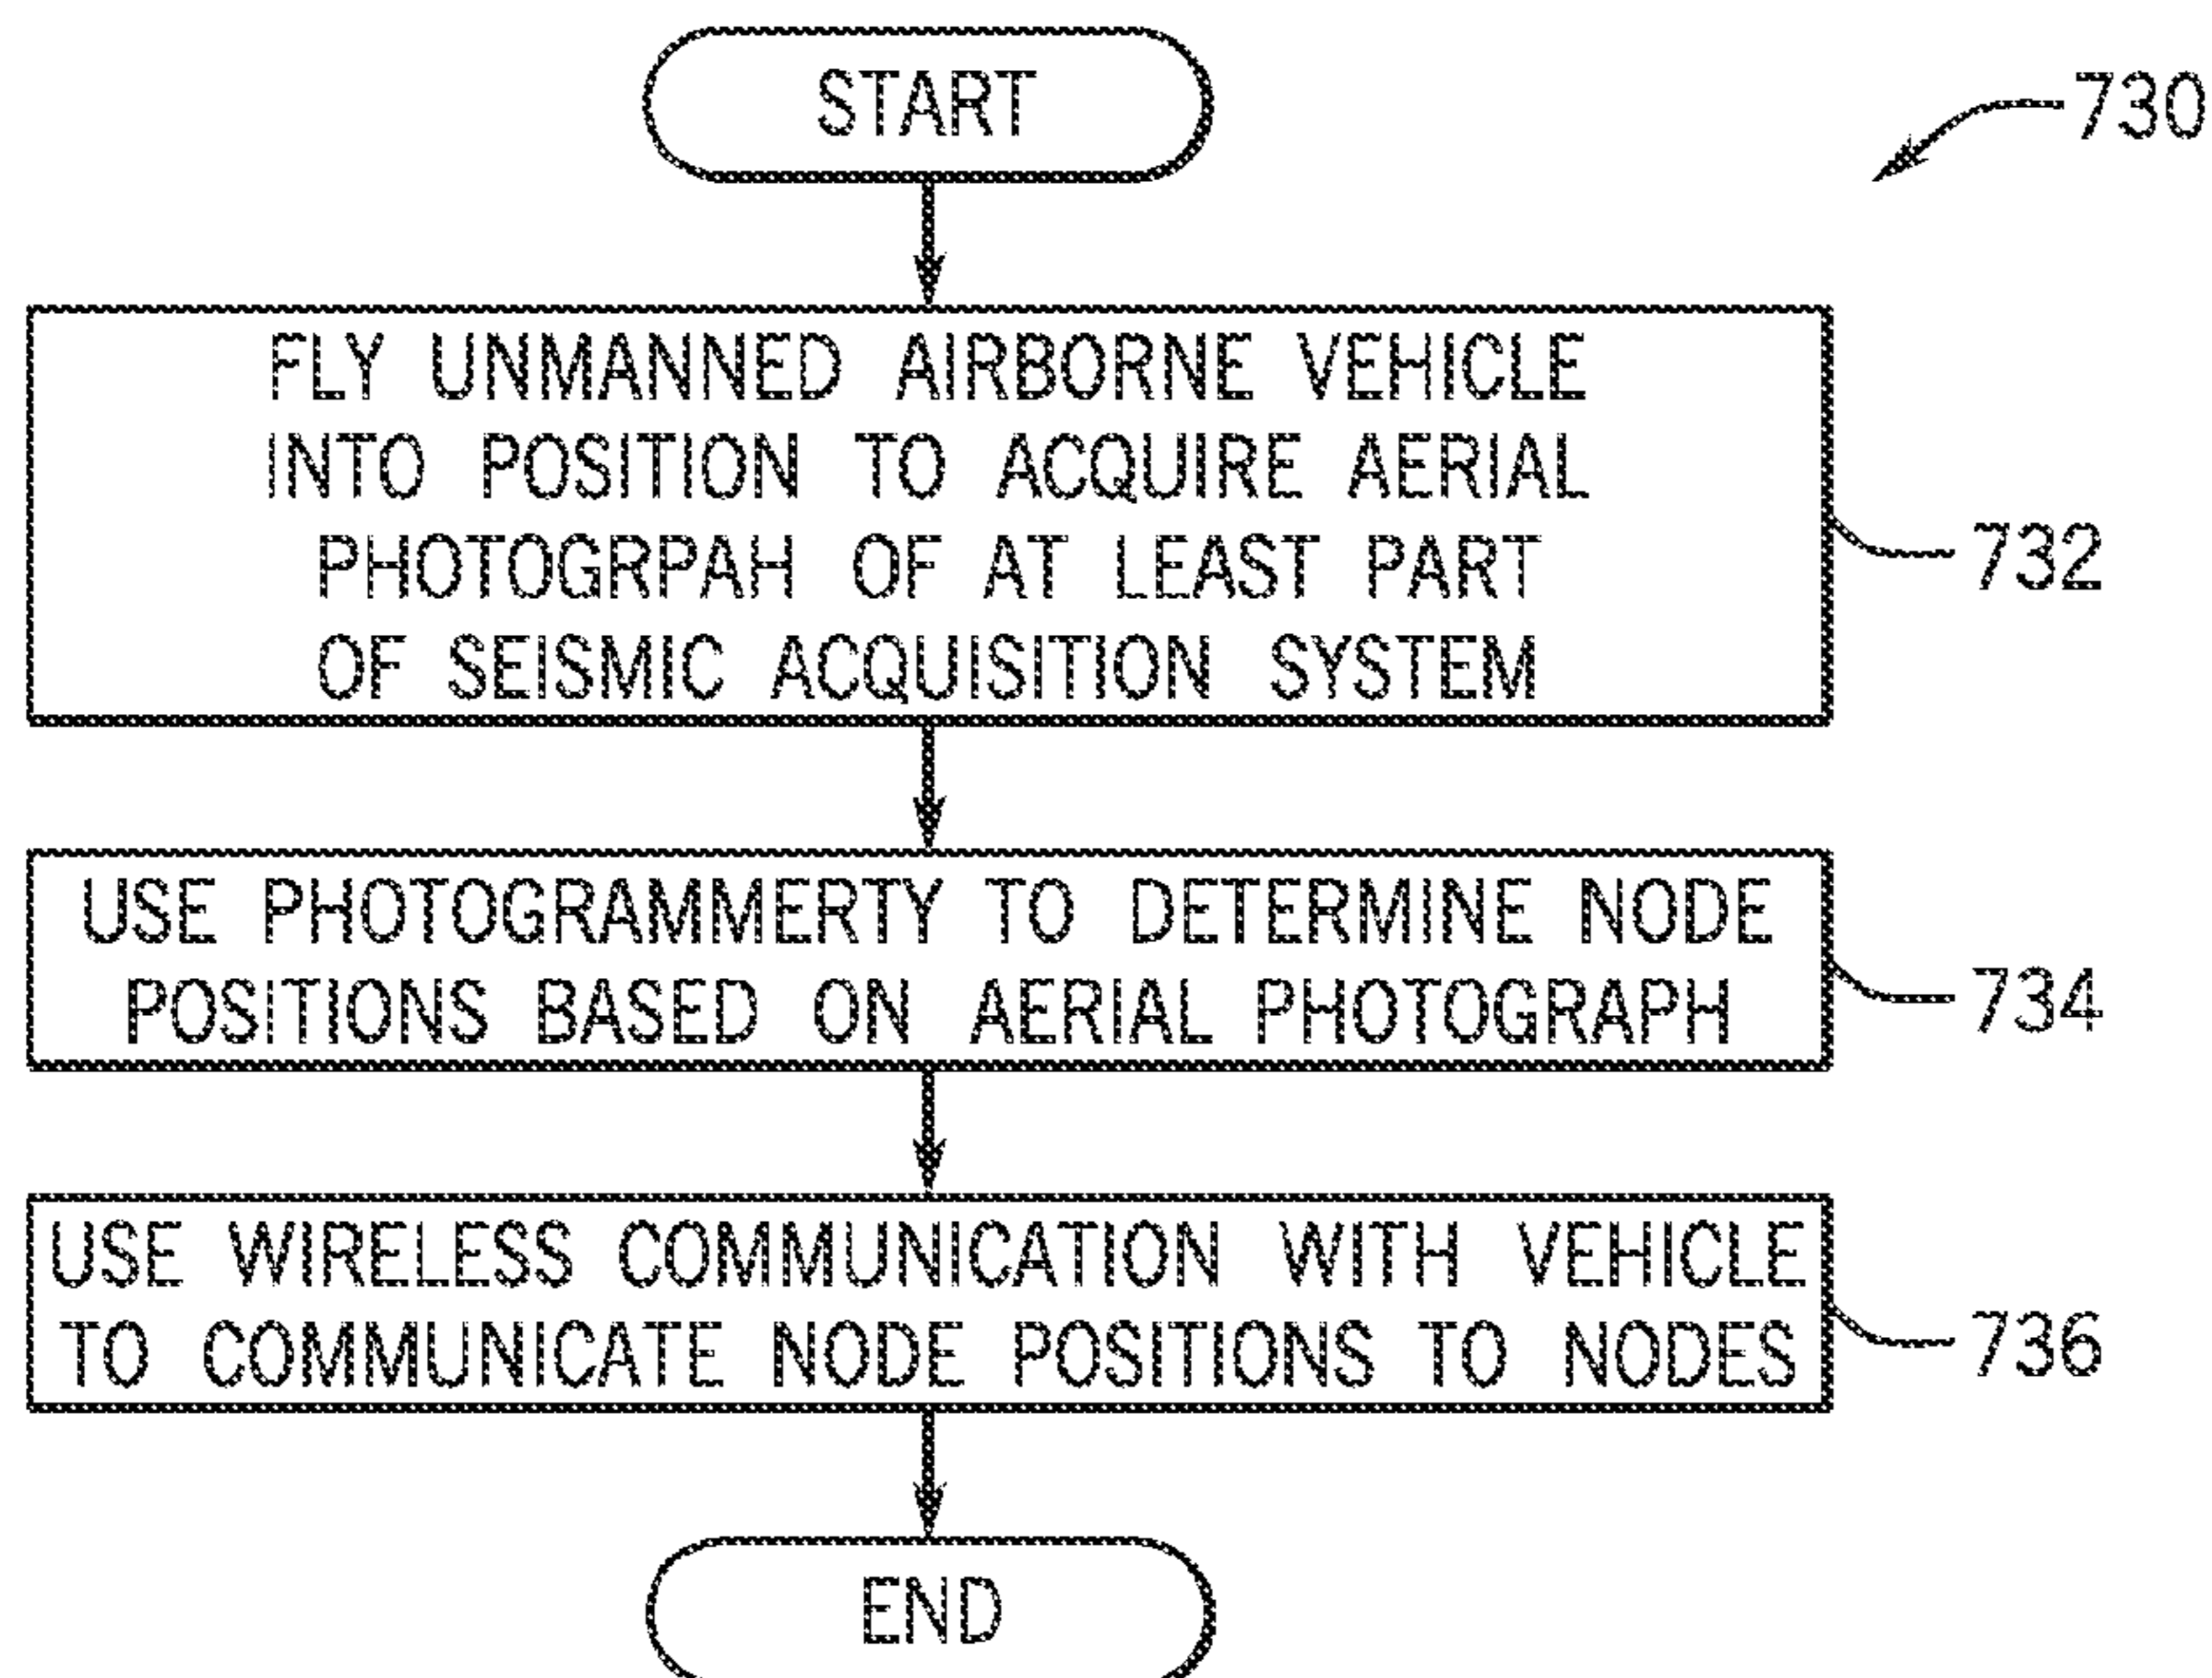 START
730
FLY UNMANNED AIRBORNE VEHICLE
INTO POSITION TO ACQUIRE AERIAL
PHOTOGRPAH OF AT LEAST PART
OF SEISMIC ACQUISITION SYSTEM
732
USE PHOTOGRAMMERTY TO DETERMINE NODE
POSITIONS BASED ON AERIAL PHOTOGRAPH
734
USE WIRELESS COMMUNICATION WITH VEHICLE
TO COMMUNICATE NODE POSITIONS TO NODES
736
END